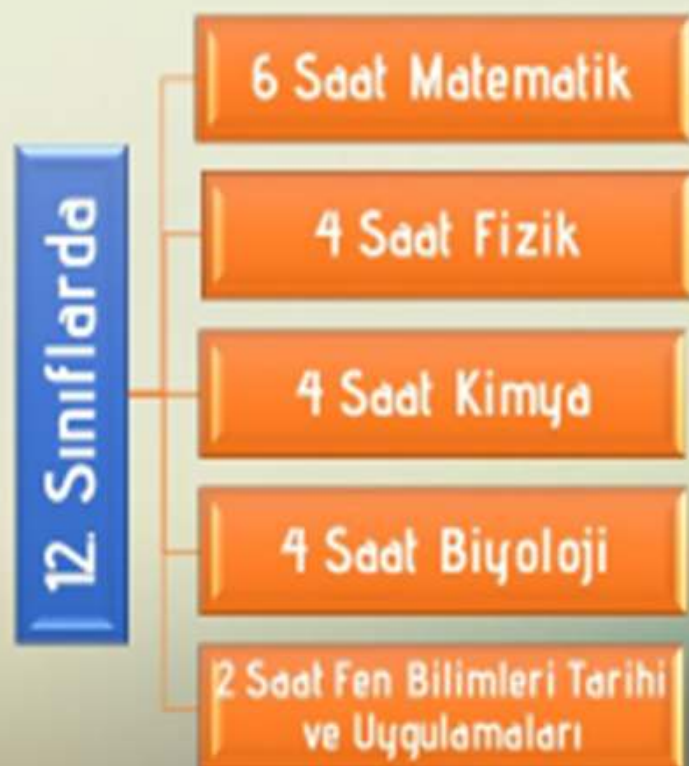 12. Sınıflarda
6 Saat Matematik
4 Saat Fizik
4 Saat Kimya
4 Saat Biyoloji
2 Saat Fen Bilimleri Tarihi
ve Uygulamaları